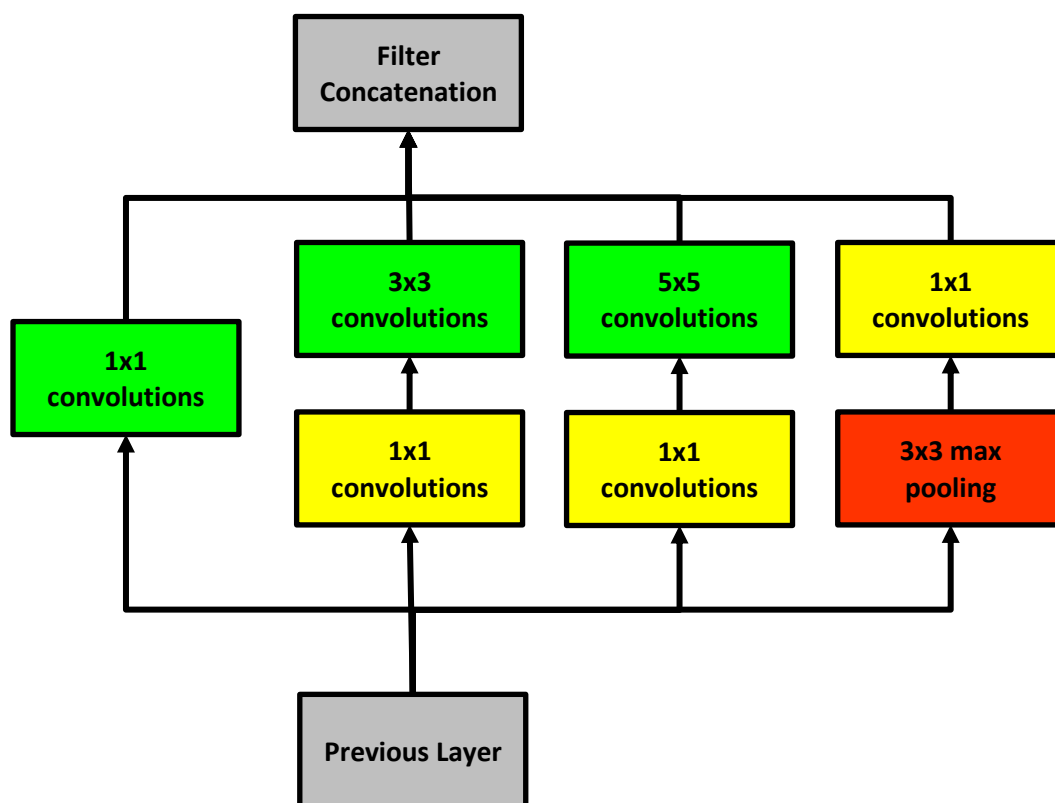 Filter
Concatenation
3x3
convolutions
5x5
convolutions
1x1
convolutions
1x1
convolutions
1x1
convolutions
1x1
convolutions
3x3 max
pooling
Previous Layer